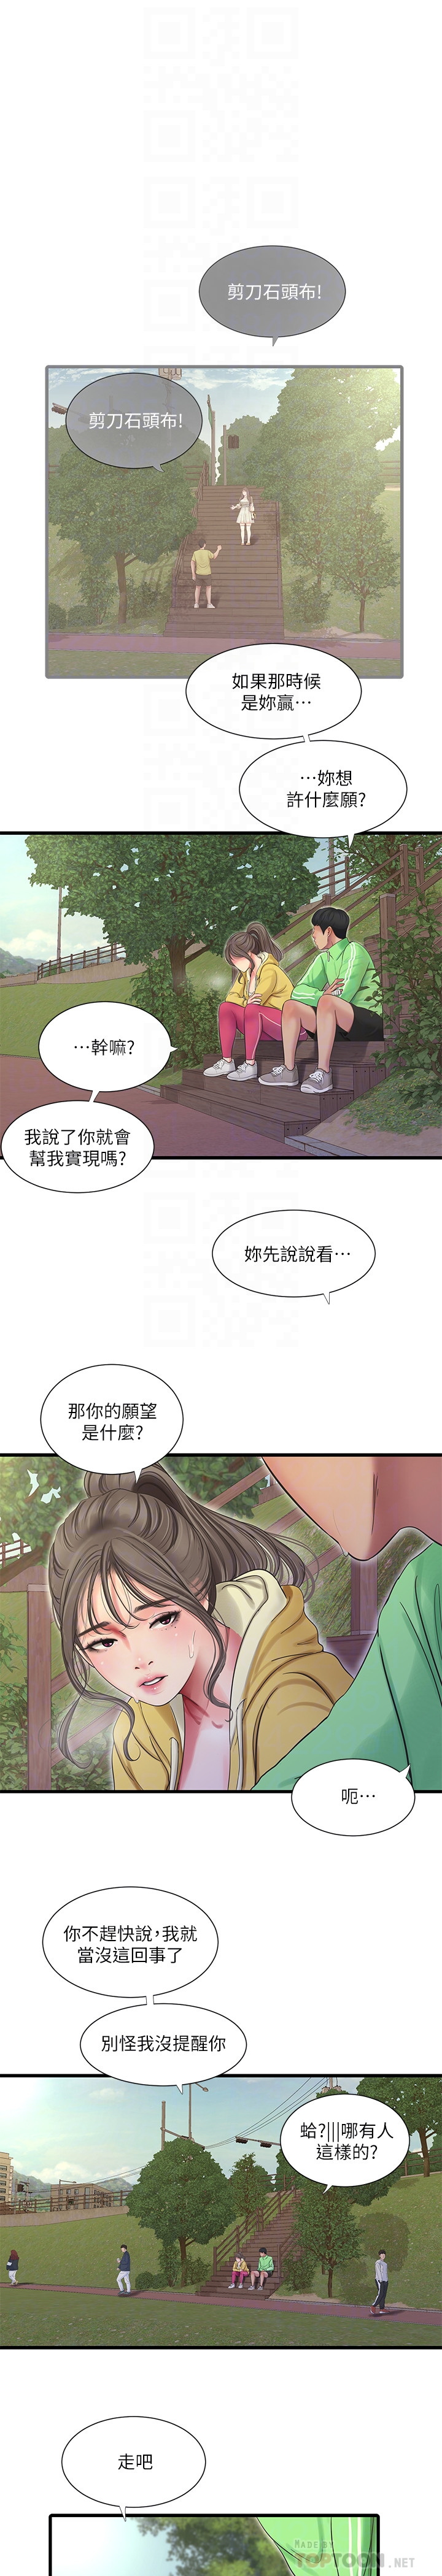 剪刀石頭布!
剪刀石頭布!
如果那時候
是妳贏⋯
⋯妳想
許什麼願?
⋯幹嘛?
我說了你就會
幫我實現嗎?
妳先說說看⋯
那你的願望
是什麼?
呃⋯
你不趕快說,我就
當沒這回事了
別怪我沒提醒你
蛤?|||哪有人
這樣的?
走吧
MADE BY
TOPTOON.NET